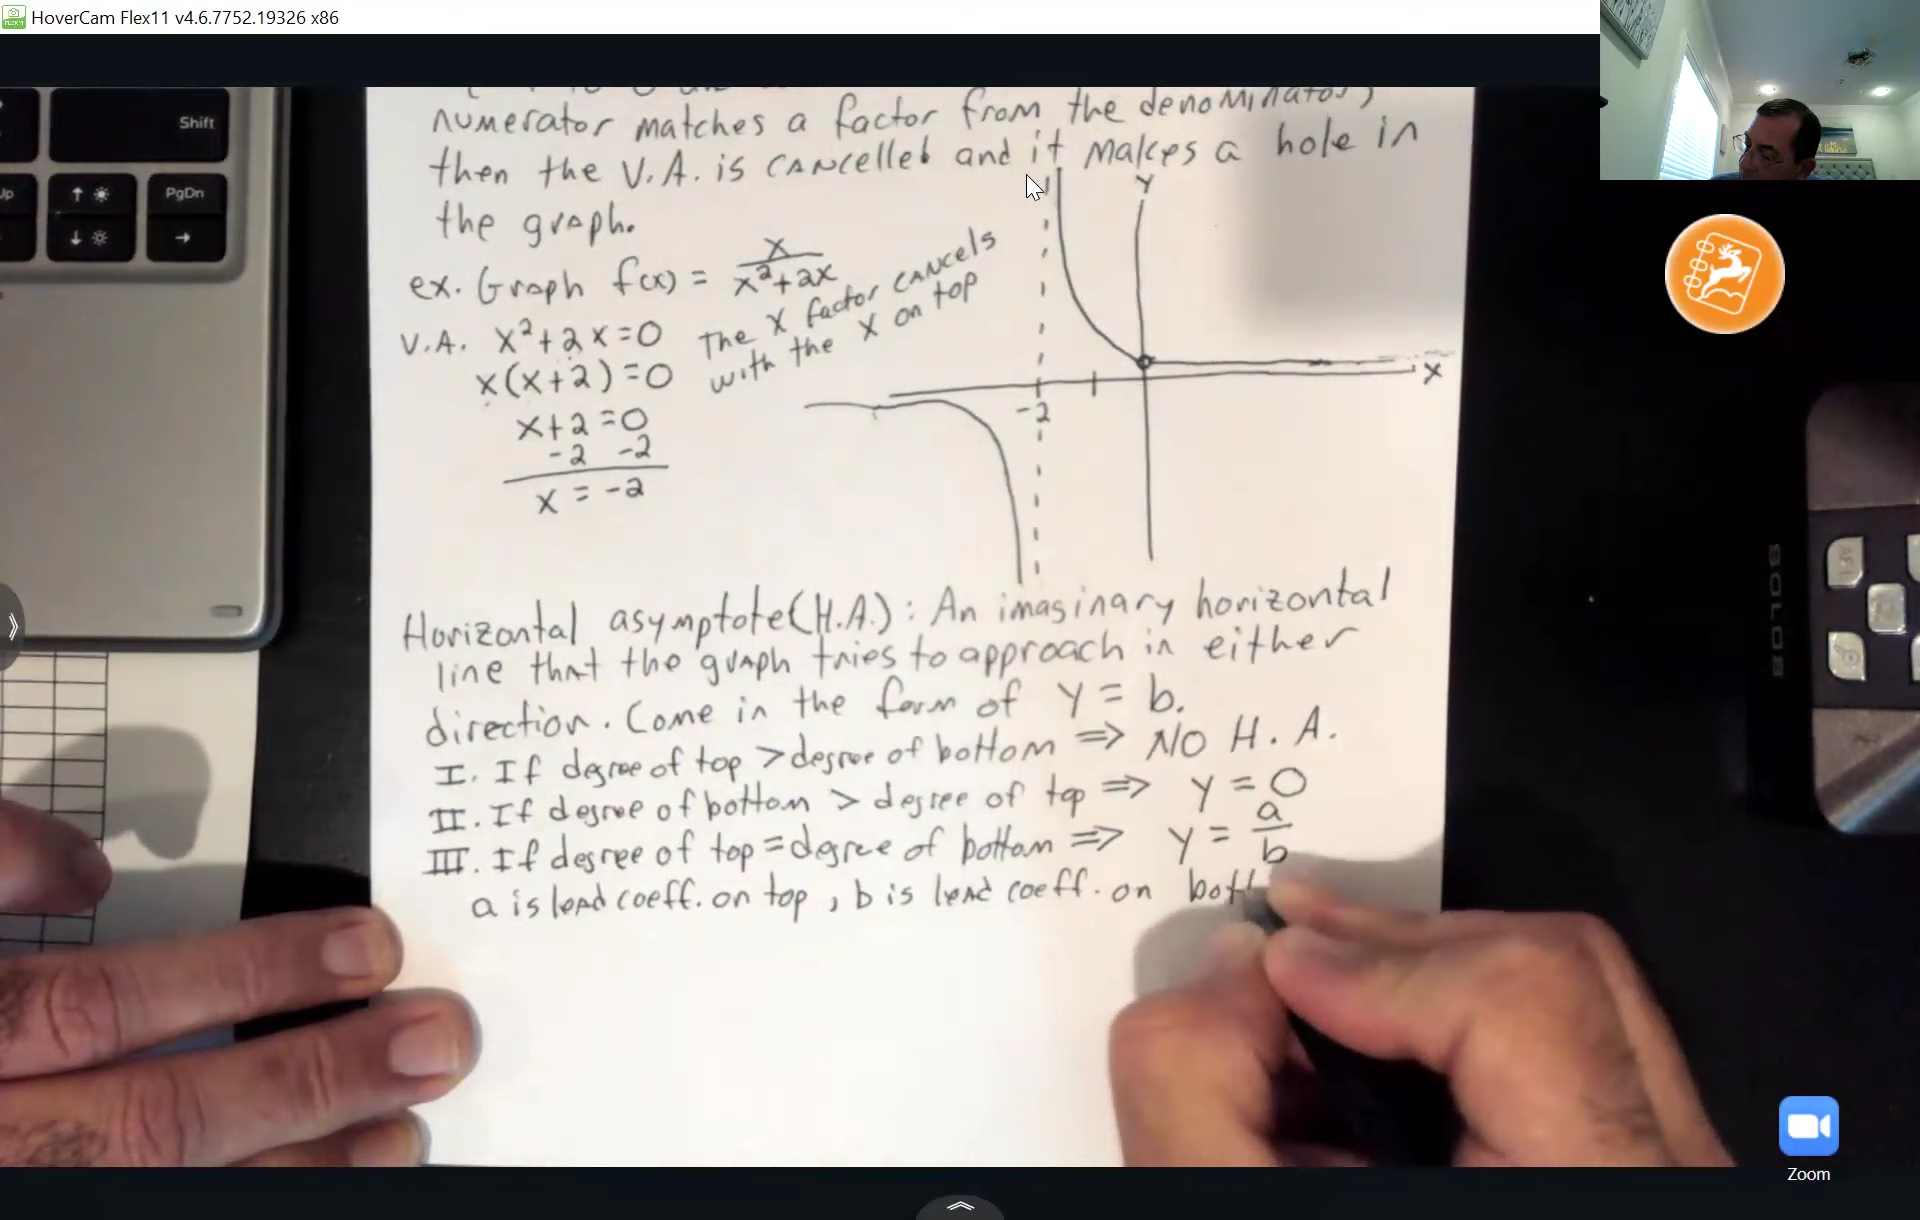 HoverCam Flex11 v4.6.7752.19326 x86
Shift
PgDn
numerator matches a factor from the denominator,
then the V.A. is cancelled and it makes a hole in
the graph.
ex. Graph f(x) = x / x²+2x
The x factor cancels
with the x on top
V.A. x²+2x=0
x(x+2)=0
x+2=0
-2 -2
x = -2
Y
X
-2
Horizontal asymptote (H.A.): An imaginary horizontal
line that the graph tries to approach in either
direction. Come in the form of y = b.
I. If degree of top > degree of bottom => NO H.A.
II. If degree of bottom > degree of top => y = 0
III. If degree of top = degree of bottom => y = a/b
a is lead coeff. on top, b is lead coeff. on bott
Zoom